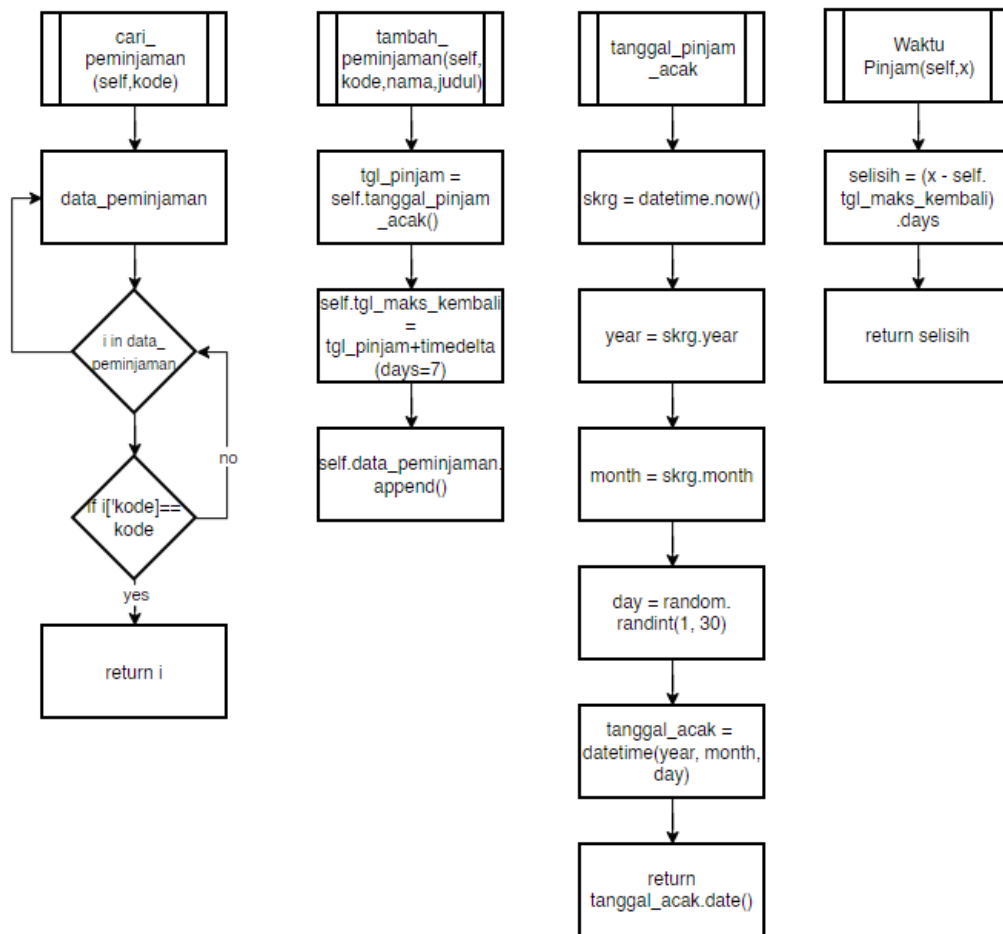 cari_
peminjaman
(self,kode)
data_peminjaman
i in data_
peminjaman
no
If i['kode]==
kode
yes
return i
tambah_
peminjaman(self,
kode,nama,judul)
tgl_pinjam =
self.tanggal_pinjam
_acak()
self.tgl_maks_kembali
=
tgl_pinjam+timedelta
(days=7)
self.data_peminjaman.
append()
tanggal_pinjam
_acak
skrg = datetime.now()
year = skrg.year
month = skrg.month
day = random.
randint(1, 30)
tanggal_acak =
datetime(year, month,
day)
return
tanggal_acak.date()
Waktu
Pinjam(self,x)
selisih = (x - self.
tgl_maks_kembali)
.days
return selisih